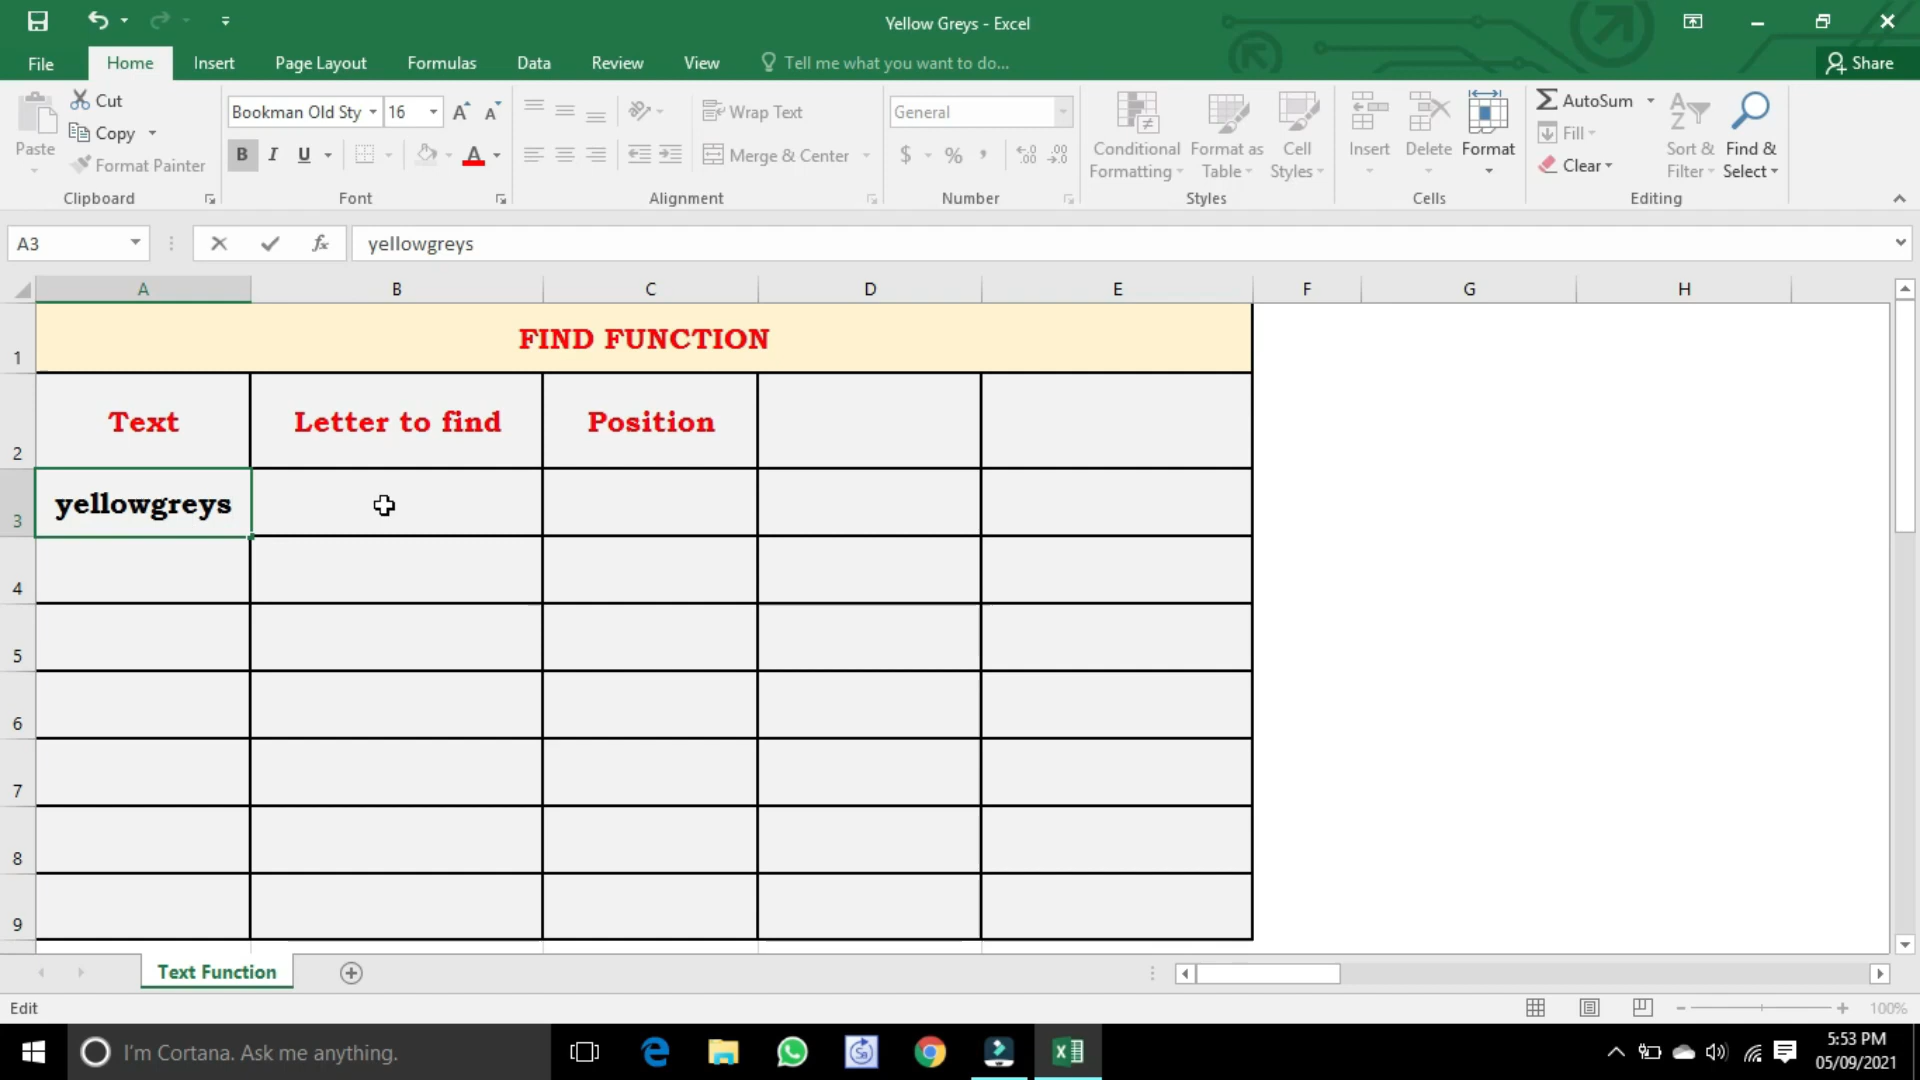 Yellow Greys - Excel
File Home Insert Page Layout Formulas Data Review View Tell me what you want to do... Share
Paste Cut Copy Format Painter Clipboard
Bookman Old Sty 16 B I U A Font
Wrap Text Merge & Center Alignment
General $ % , Number
Conditional Formatting Format as Table Cell Styles Styles
Insert Delete Format Cells
AutoSum Fill Clear Sort & Filter Find & Select Editing
A3 fx yellowgreys
A B C D E F G H
1 FIND FUNCTION
2 Text Letter to find Position
3 yellowgreys
4
5
6
7
8
9
Text Function
Edit 100%
I'm Cortana. Ask me anything. 5:53 PM
05/09/2021